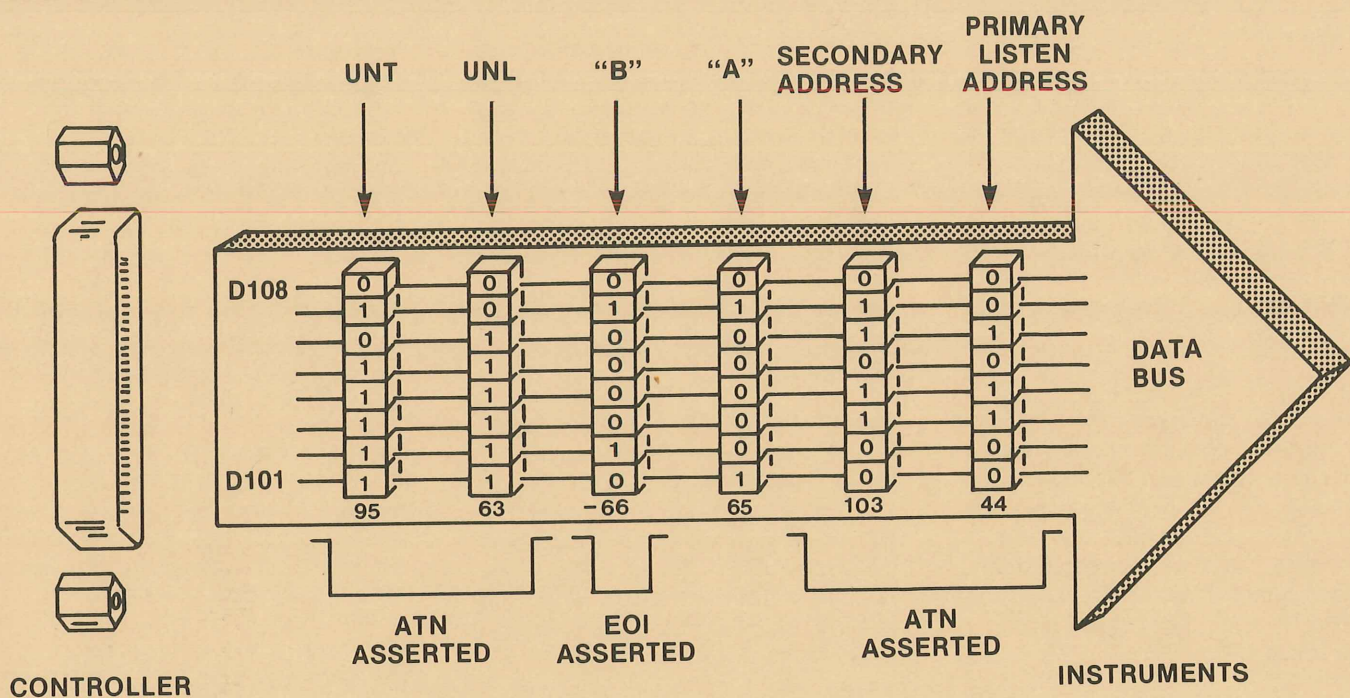 UNT UNL “B” “A” SECONDARY ADDRESS PRIMARY LISTEN ADDRESS
D108 0 0 0 0 0 0
1 0 1 1 1 0
0 1 0 0 1 1
1 1 0 0 0 0
1 1 0 0 1 1
1 1 0 0 1 1
1 1 1 0 0 0
D101 1 1 0 1 0 0
95 63 -66 65 103 44
DATA
BUS
ATN
ASSERTED
EOI
ASSERTED
ATN
ASSERTED
CONTROLLER
INSTRUMENTS